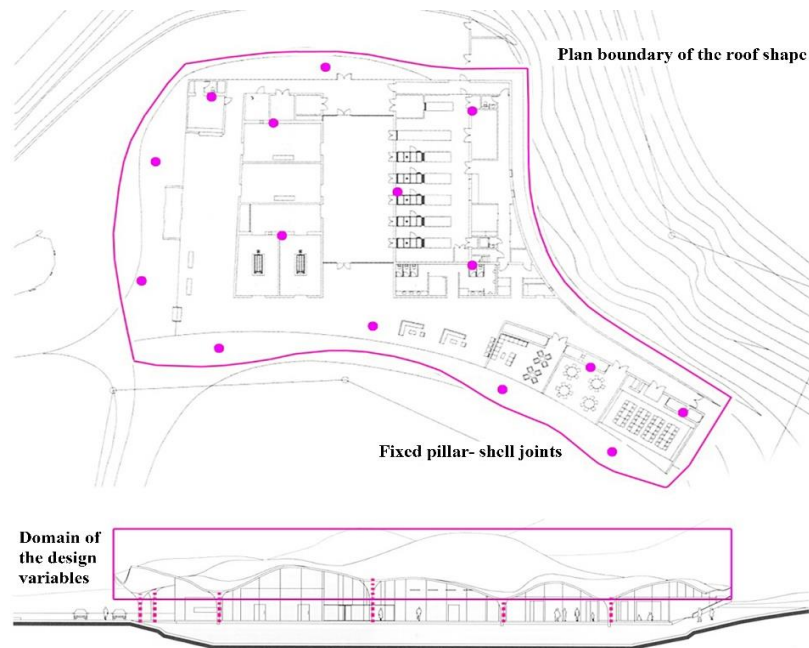 Plan boundary of the roof shape
Fixed pillar- shell joints
Domain of
the design
variables